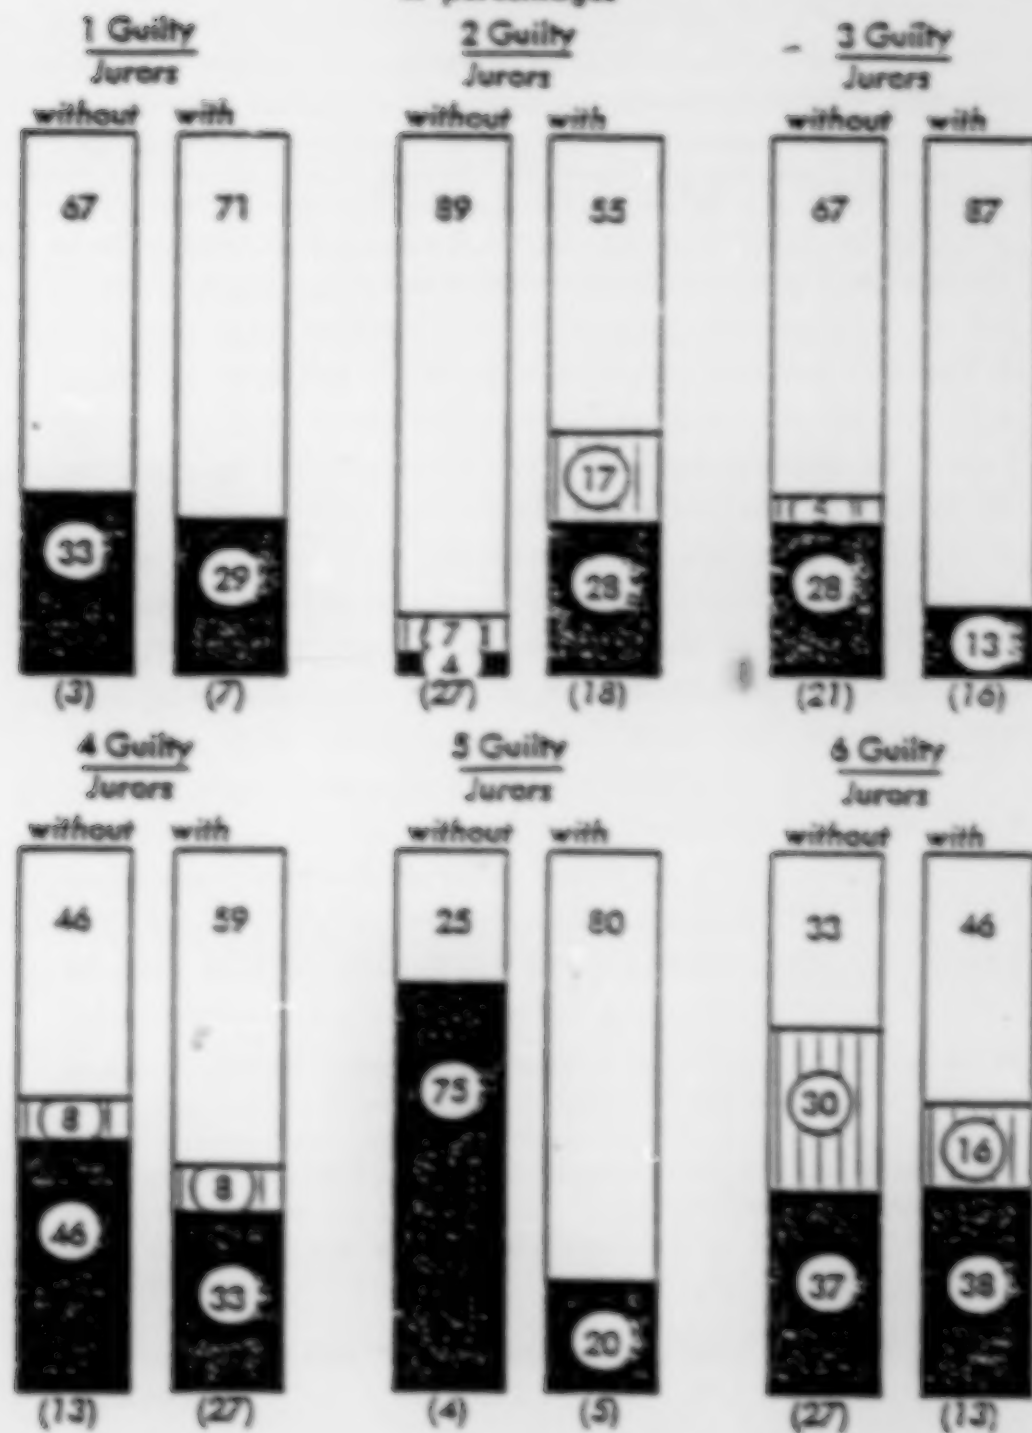 percentages
1 Guilty 2 Guilty 3 Guilty
Jurors Jurors Jurors
without with without with without with
67 71 89 55 67 87
17
5
33 29 28 28 13
7
4
(3) (7) (27) (18) (21) (16)
4 Guilty 5 Guilty 6 Guilty
Jurors Jurors Jurors
without with without with without with
46 59 25 80 33 46
75 30
8 16
8
46 33 37 38
20
(13) (27) (4) (5) (27) (13)